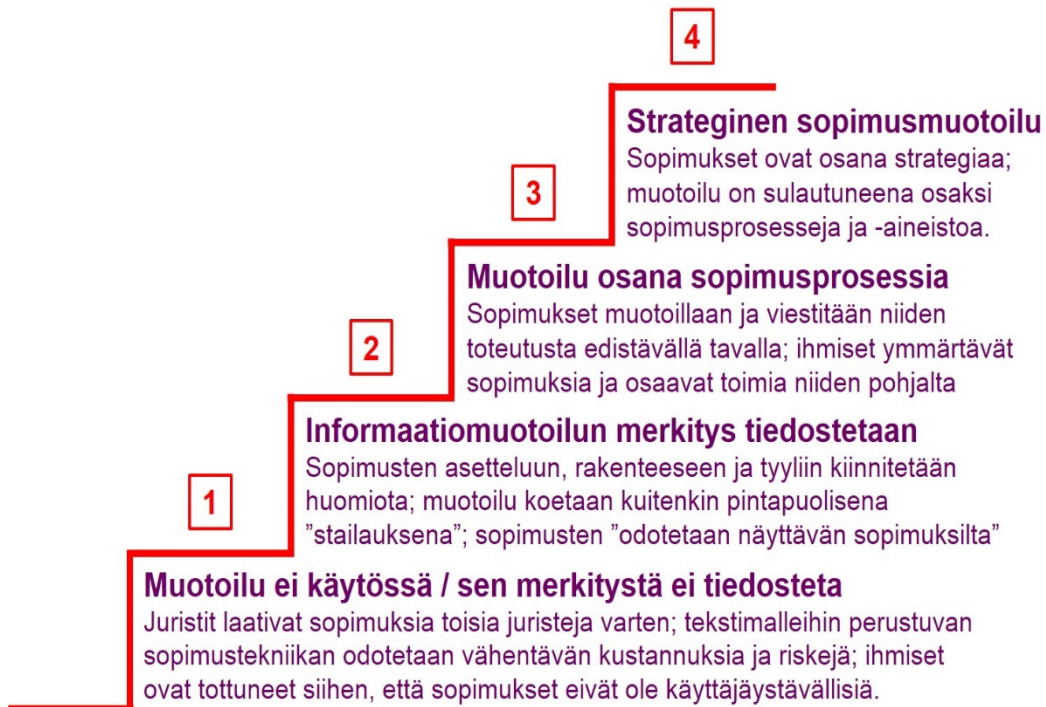 4
Strateginen sopimusmuotoilu
Sopimukset ovat osana strategiaa;
muotoilu on sulautuneena osaksi
sopimusprosesseja ja -aineistoa.
3
Muotoilu osana sopimusprosessia
Sopimukset muotoillaan ja viestitään niiden
toteutusta edistävällä tavalla; ihmiset ymmärtävät
sopimuksia ja osaavat toimia niiden pohjalta
2
Informaatiomuotoilun merkitys tiedostetaan
Sopimusten asetteluun, rakenteeseen ja tyyliin kiinnitetään
huomiota; muotoilu koetaan kuitenkin pintapuolisena
”stailauksena”; sopimusten ”odotetaan näyttävän sopimuksilta”
1
Muotoilu ei käytössä / sen merkitystä ei tiedosteta
Juristit laativat sopimuksia toisia juristeja varten; tekstimalleihin perustuvan
sopimustekniikan odotetaan vähentävän kustannuksia ja riskejä; ihmiset
ovat tottuneet siihen, että sopimukset eivät ole käyttäjäystävällisiä.